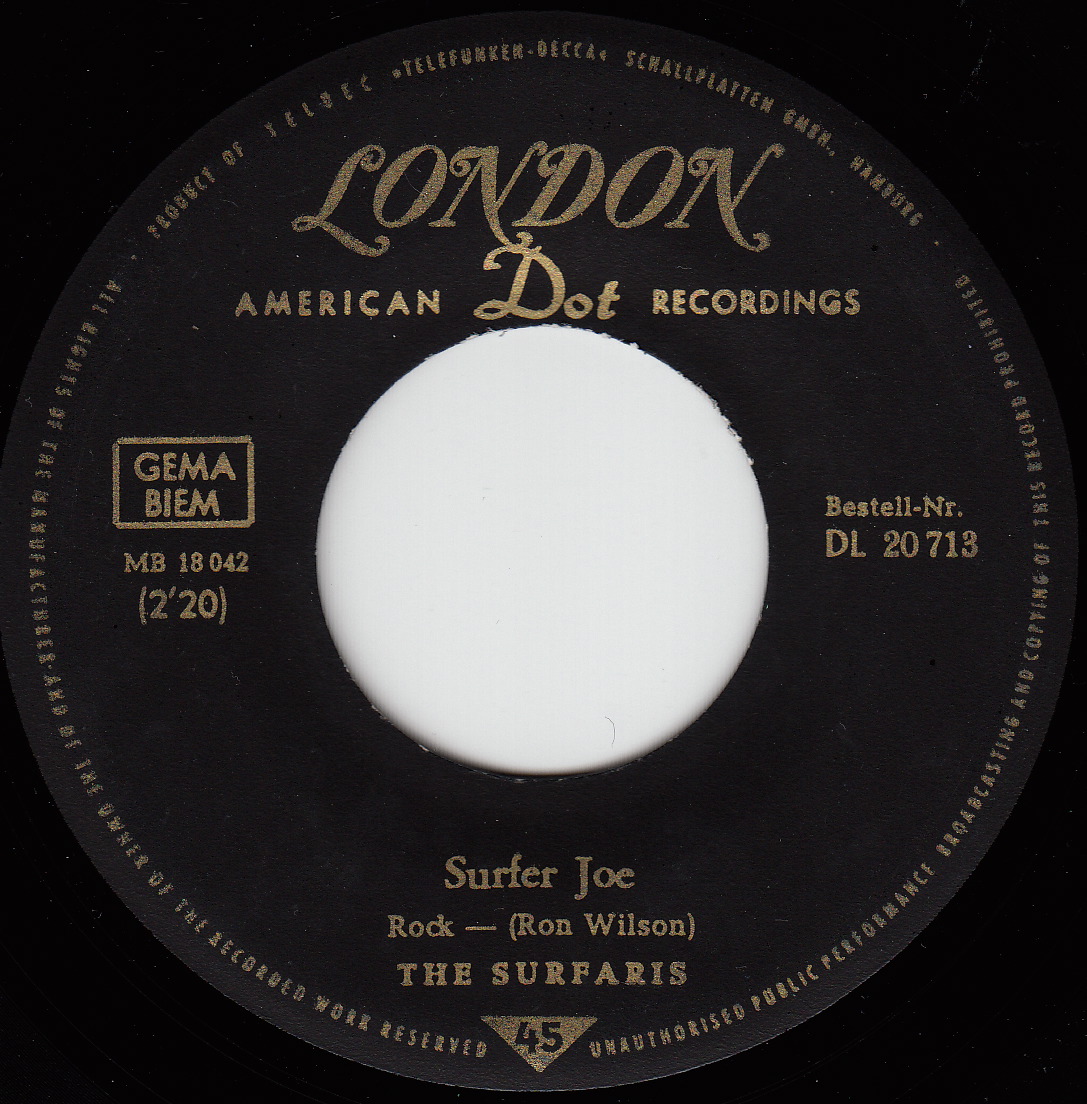 ALL RIGHTS OF THE MANUFACTURER AND OF THE OWNER OF THE RECORDED WORK RESERVED
PRODUCT OF TELDEC »TELEFUNKEN-DECCA« SCHALLPLATTEN GMBH., HAMBURG
UNAUTHORISED PUBLIC PERFORMANCE BROADCASTING AND COPYING OF THIS RECORD PROHIBITED
LONDON
AMERICAN Dot RECORDINGS
GEMA
BIEM
MB 18 042
(2'20)
Bestell-Nr.
DL 20 713
Surfer Joe
Rock — (Ron Wilson)
THE SURFARIS
45